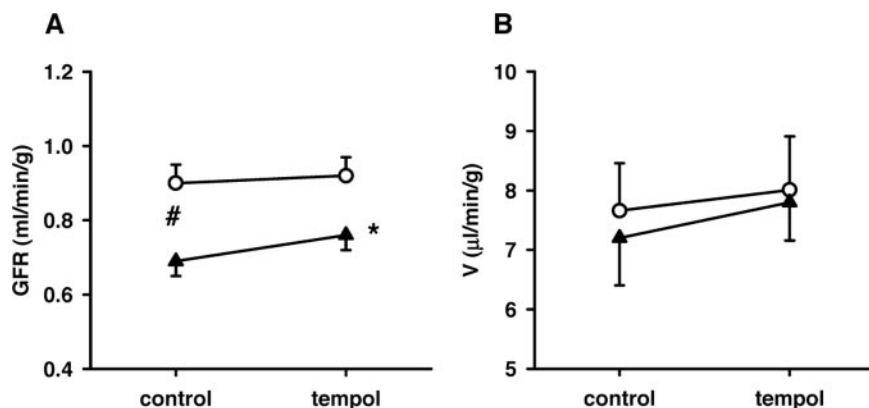 A
GFR (ml/min/g)
1.2
1.0
0.8
0.6
0.4
#
*
control tempol
B
V (µl/min/g)
10
9
8
7
6
5
control tempol